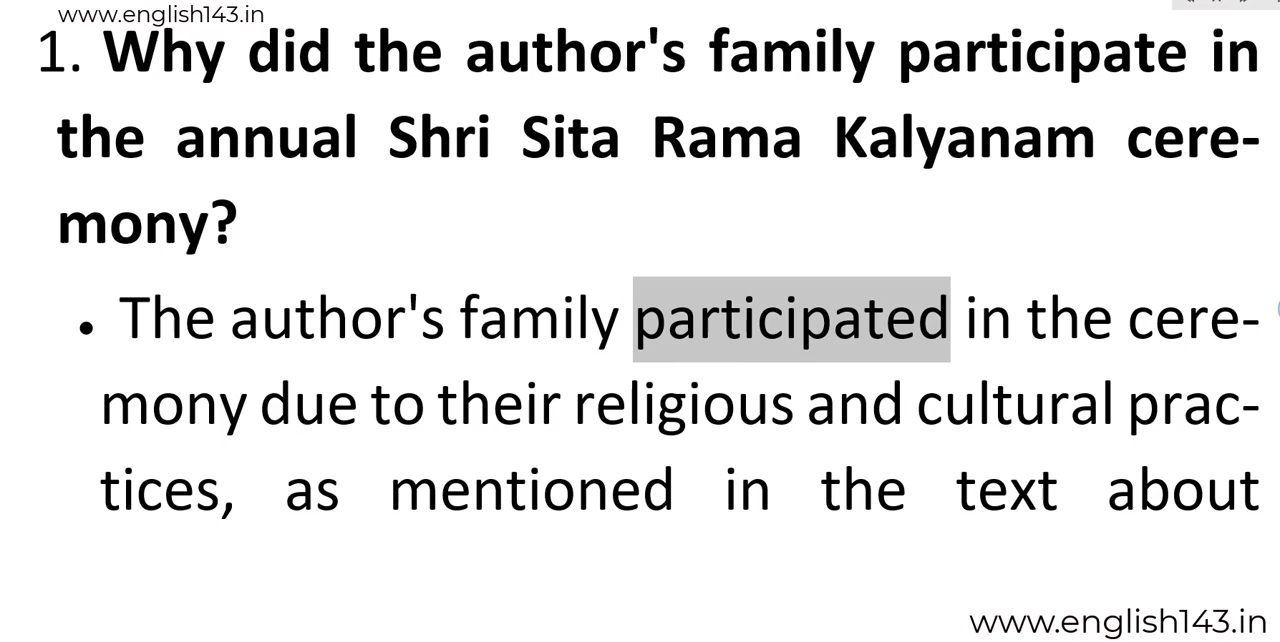 www.english143.in
1. Why did the author's family participate in
the annual Shri Sita Rama Kalyanam cere-
mony?
• The author's family participated in the cere-
mony due to their religious and cultural prac-
tices, as mentioned in the text about
www.english143.in